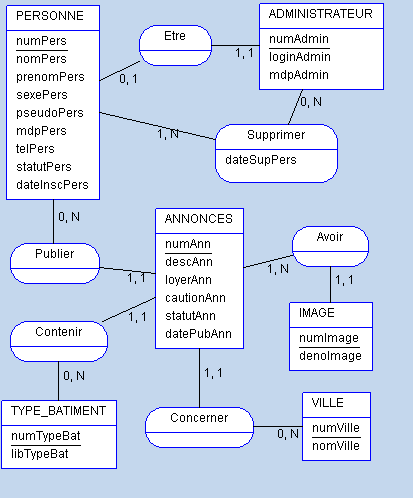 PERSONNE
numPers
nomPers
prenomPers
sexePers
pseudoPers
mdpPers
telPers
statutPers
dateInscPers
Etre
0, 1
1, 1
ADMINISTRATEUR
numAdmin
loginAdmin
mdpAdmin
0, N
1, N
Supprimer
dateSupPers
0, N
Publier
1, 1
ANNONCES
numAnn
descAnn
loyerAnn
cautionAnn
statutAnn
datePubAnn
Avoir
1, N
1, 1
IMAGE
numImage
denoImage
Contenir
1, 1
0, N
TYPE_BATIMENT
numTypeBat
libTypeBat
1, 1
Concerner
0, N
VILLE
numVille
nomVille